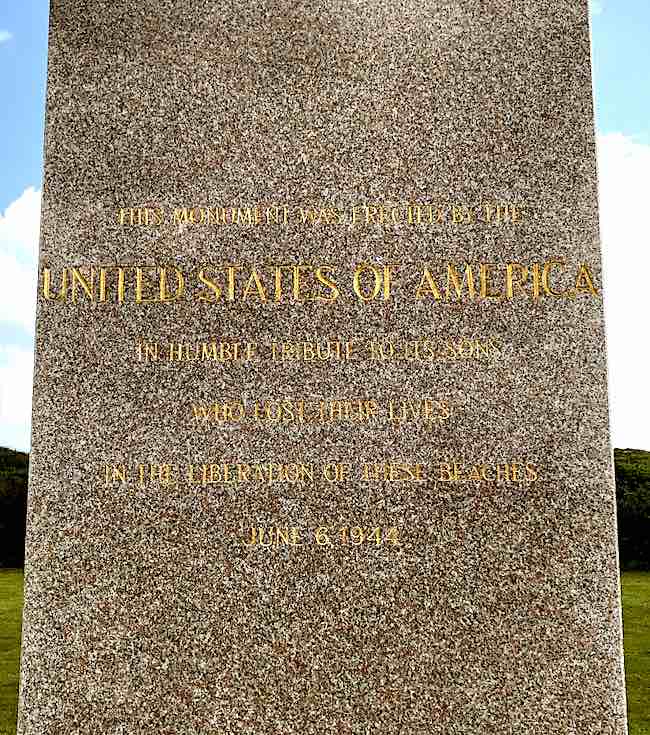 THIS MONUMENT WAS ERECTED BY THE
UNITED STATES OF AMERICA
IN HUMBLE TRIBUTE TO ITS SONS
WHO LOST THEIR LIVES
IN THE LIBERATION OF THESE BEACHES
JUNE 6 1944